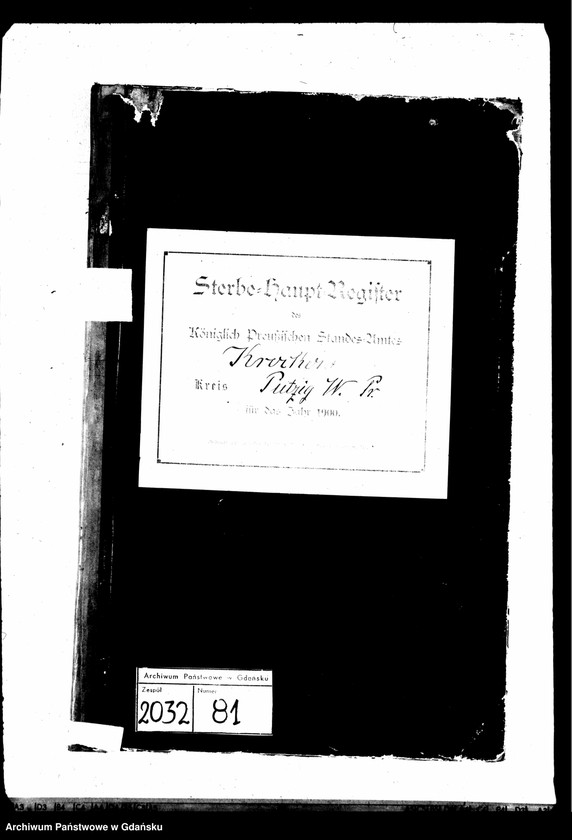 Sterbe-Haupt-Register
des
Königlich Preußischen Standes-Amtes
Krockow
Kreis Putzig W. Pr.
für das Jahr 1900.
Archiwum Państwowe w Gdańsku
Zespół Numer
2032 81
Archiwum Państwowe w Gdańsku